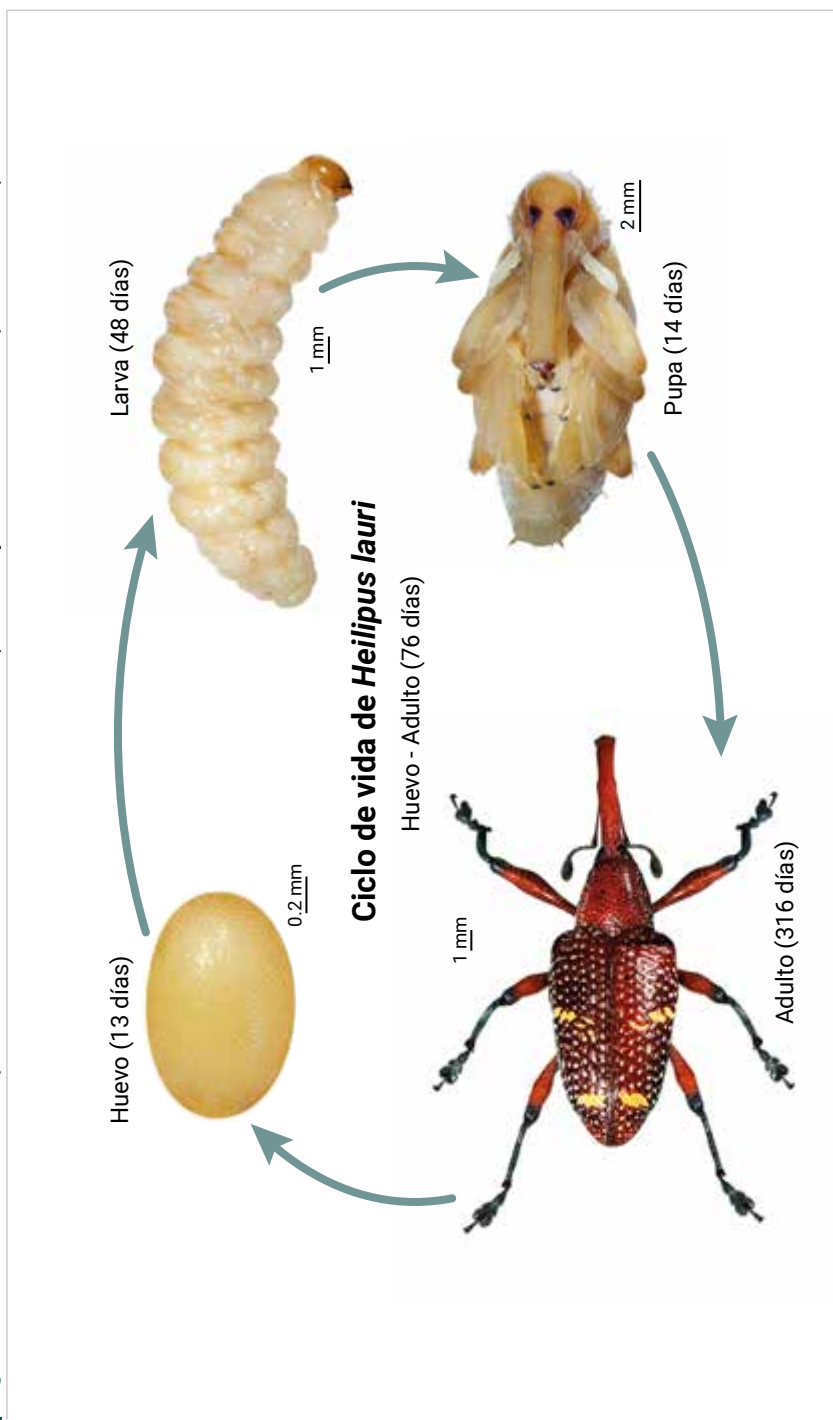 Huevo (13 días)
0.2 mm
Larva (48 días)
1 mm
Ciclo de vida de Heilipus lauri
Huevo - Adulto (76 días)
1 mm
Adulto (316 días)
2 mm
Pupa (14 días)